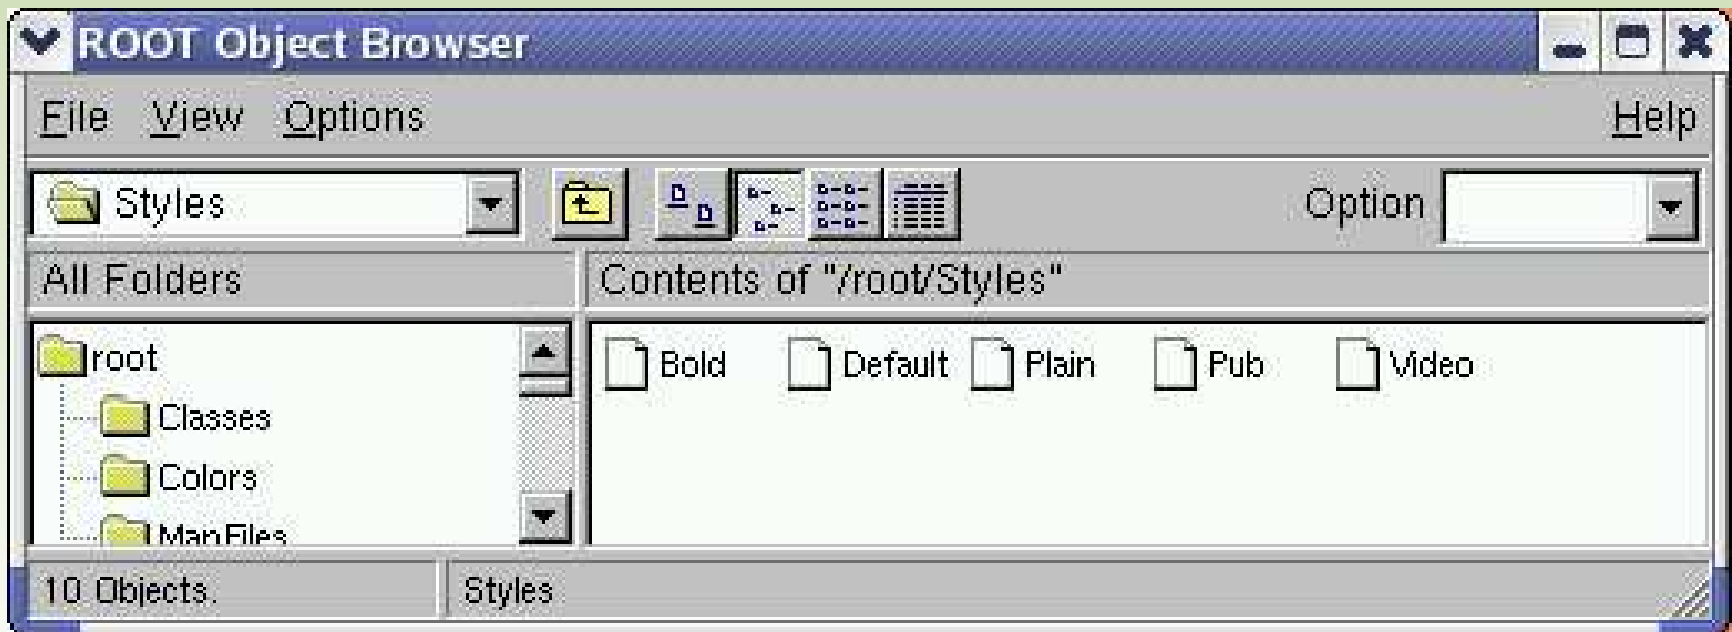 ROOT Object Browser
File View Options Help
Styles Option
All Folders Contents of "/root/Styles"
root
Classes
Colors
MapFiles
Bold Default Plain Pub Video
10 Objects. Styles